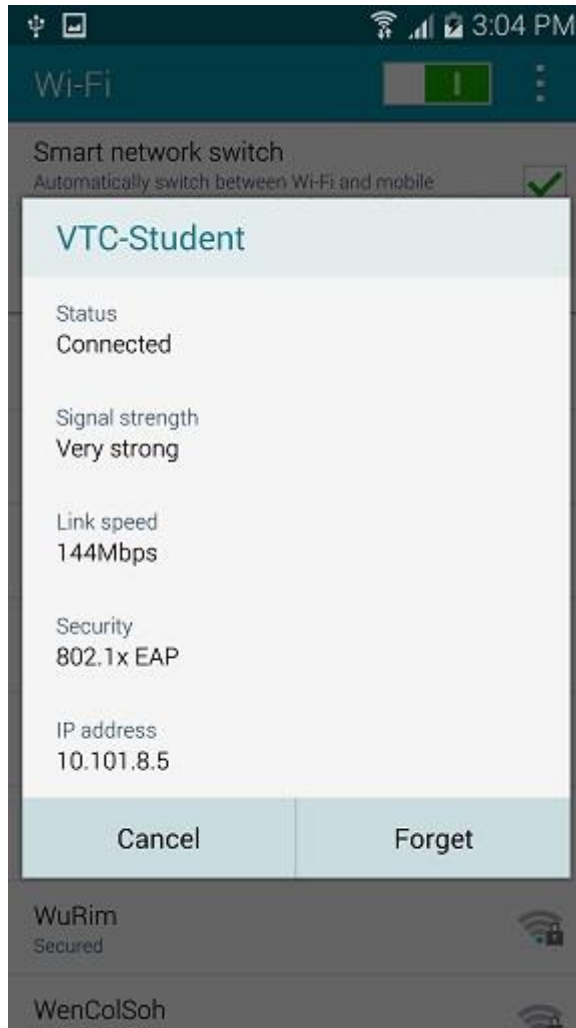 3:04 PM
Wi-Fi
Smart network switch
Automatically switch between Wi-Fi and mobile
VTC-Student
Status
Connected
Signal strength
Very strong
Link speed
144Mbps
Security
802.1x EAP
IP address
10.101.8.5
Cancel
Forget
WuRim
Secured
WenColSoh